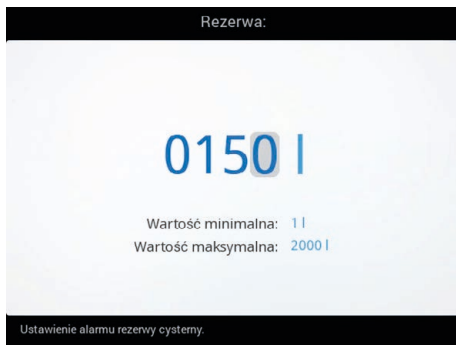 Rezerwa:
0150 l
Wartość minimalna: 1 l
Wartość maksymalna: 2000 l
Ustawienie alarmu rezerwy cysterny.